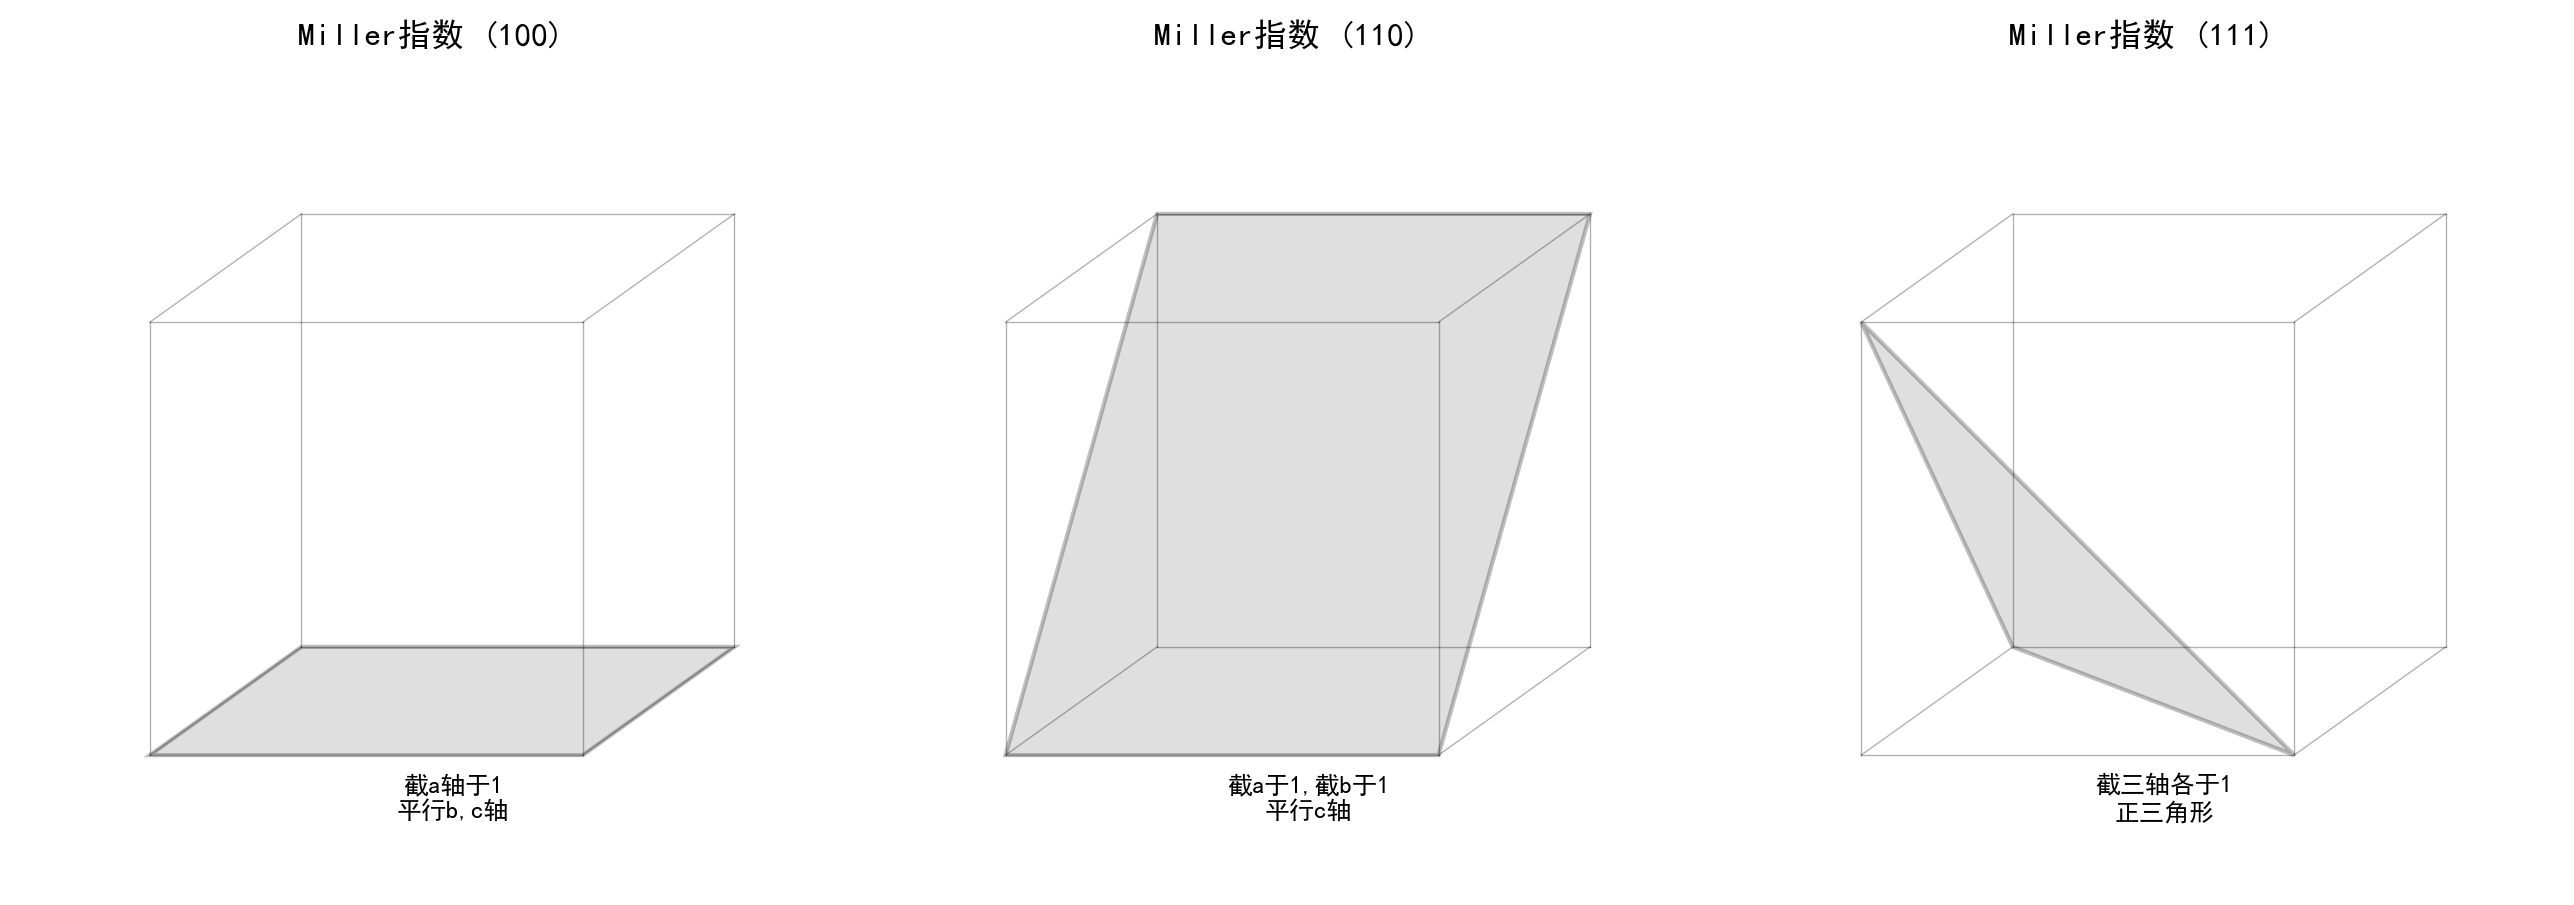 Miller指数 (100)
Miller指数 (110)
Miller指数 (111)
截a轴于1
平行b,c轴
截a于1,截b于1
平行c轴
截三轴各于1
正三角形